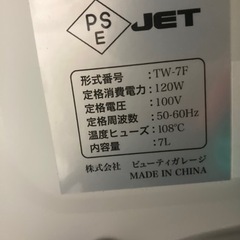 PSE JET
形式番号 : TW-7F
定格消費電力 : 120W
定格電圧 : 100V
定格周波数 : 50-60Hz
温度ヒューズ : 108℃
内容量 : 7L
株式会社 ビューティガレージ
MADE IN CHINA